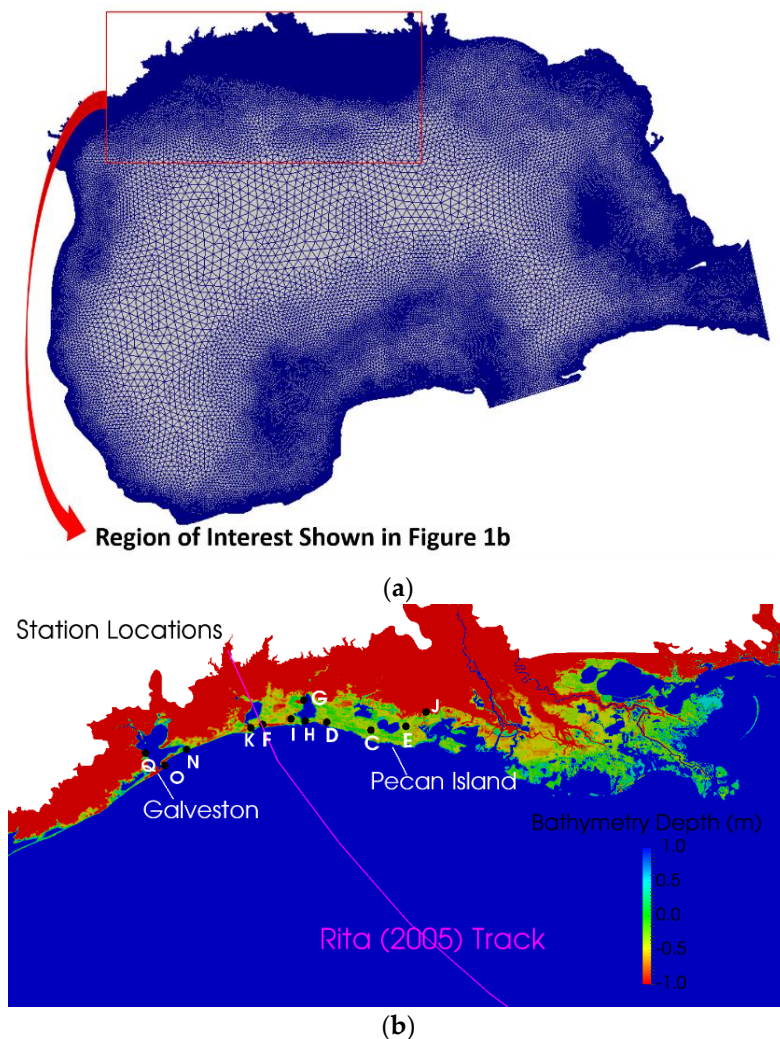 Region of Interest Shown in Figure 1b
(a)
Station Locations
G
J
K F I H D C E
Q O N
Pecan Island
Galveston
Bathymetry Depth (m)
1.0
0.5
0.0
-0.5
-1.0
Rita (2005) Track
(b)